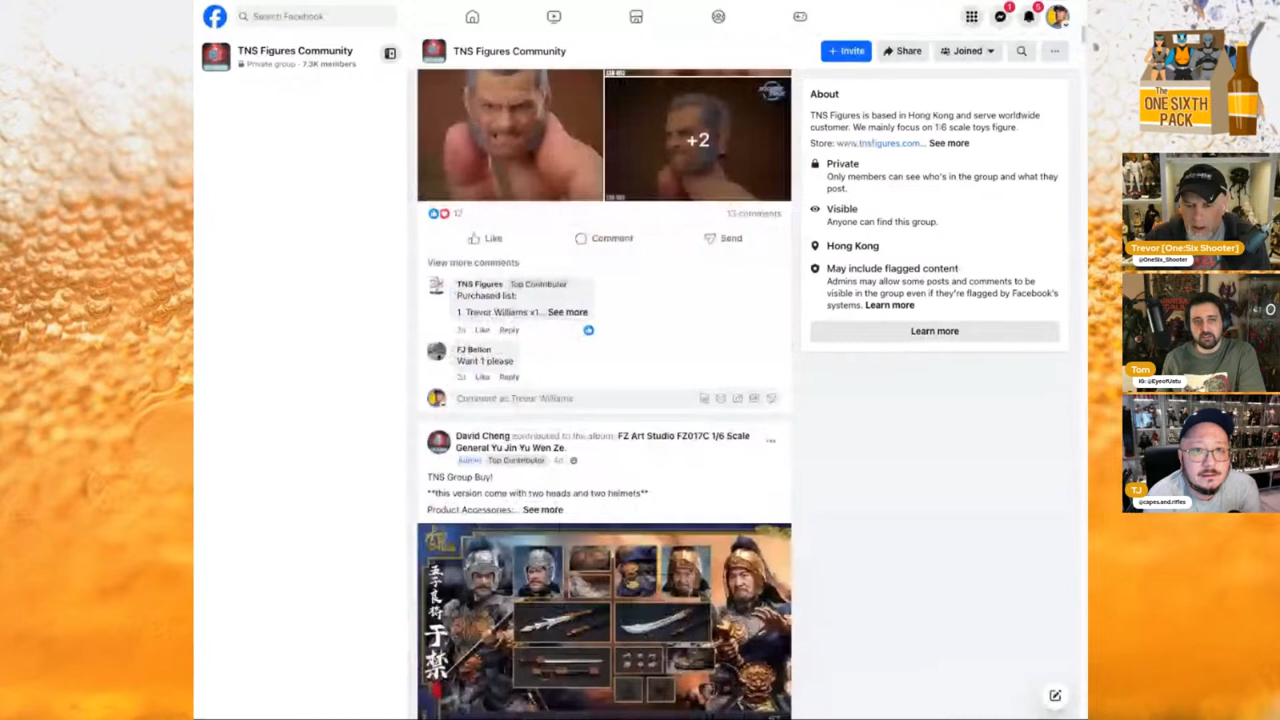 Search Facebook
1
5
TNS Figures Community
Private group · 7.3K members
TNS Figures Community
+ Invite
Share
Joined
+2
12
13 comments
Like
Comment
Send
View more comments
TNS Figures Top Contributor
Purchased list:
1. Trevor Williams x1... See more
Like Reply
FJ Bellon
Want 1 please
Like Reply
Comment as Trevor Williams
David Cheng contributed to the album: FZ Art Studio FZ017C 1/6 Scale
General Yu Jin Yu Wen Ze.
Admin Top Contributor 4d
TNS Group Buy!
**this version come with two heads and two helmets**
Product Accessories:... See more
五子良將
于禁
About
TNS Figures is based in Hong Kong and serve worldwide
customer. We mainly focus on 1:6 scale toys figure.
Store: www.tnsfigures.com... See more
Private
Only members can see who's in the group and what they
post.
Visible
Anyone can find this group.
Hong Kong
May include flagged content
Admins may allow some posts and comments to be
visible in the group even if they're flagged by Facebook's
systems. Learn more
Learn more
The
ONE SIXTH
PACK
Trevor [One:Six Shooter]
@OneSix_Shooter
Tom
IG: @EyeofUatu
TJ
@capes.and.rifles